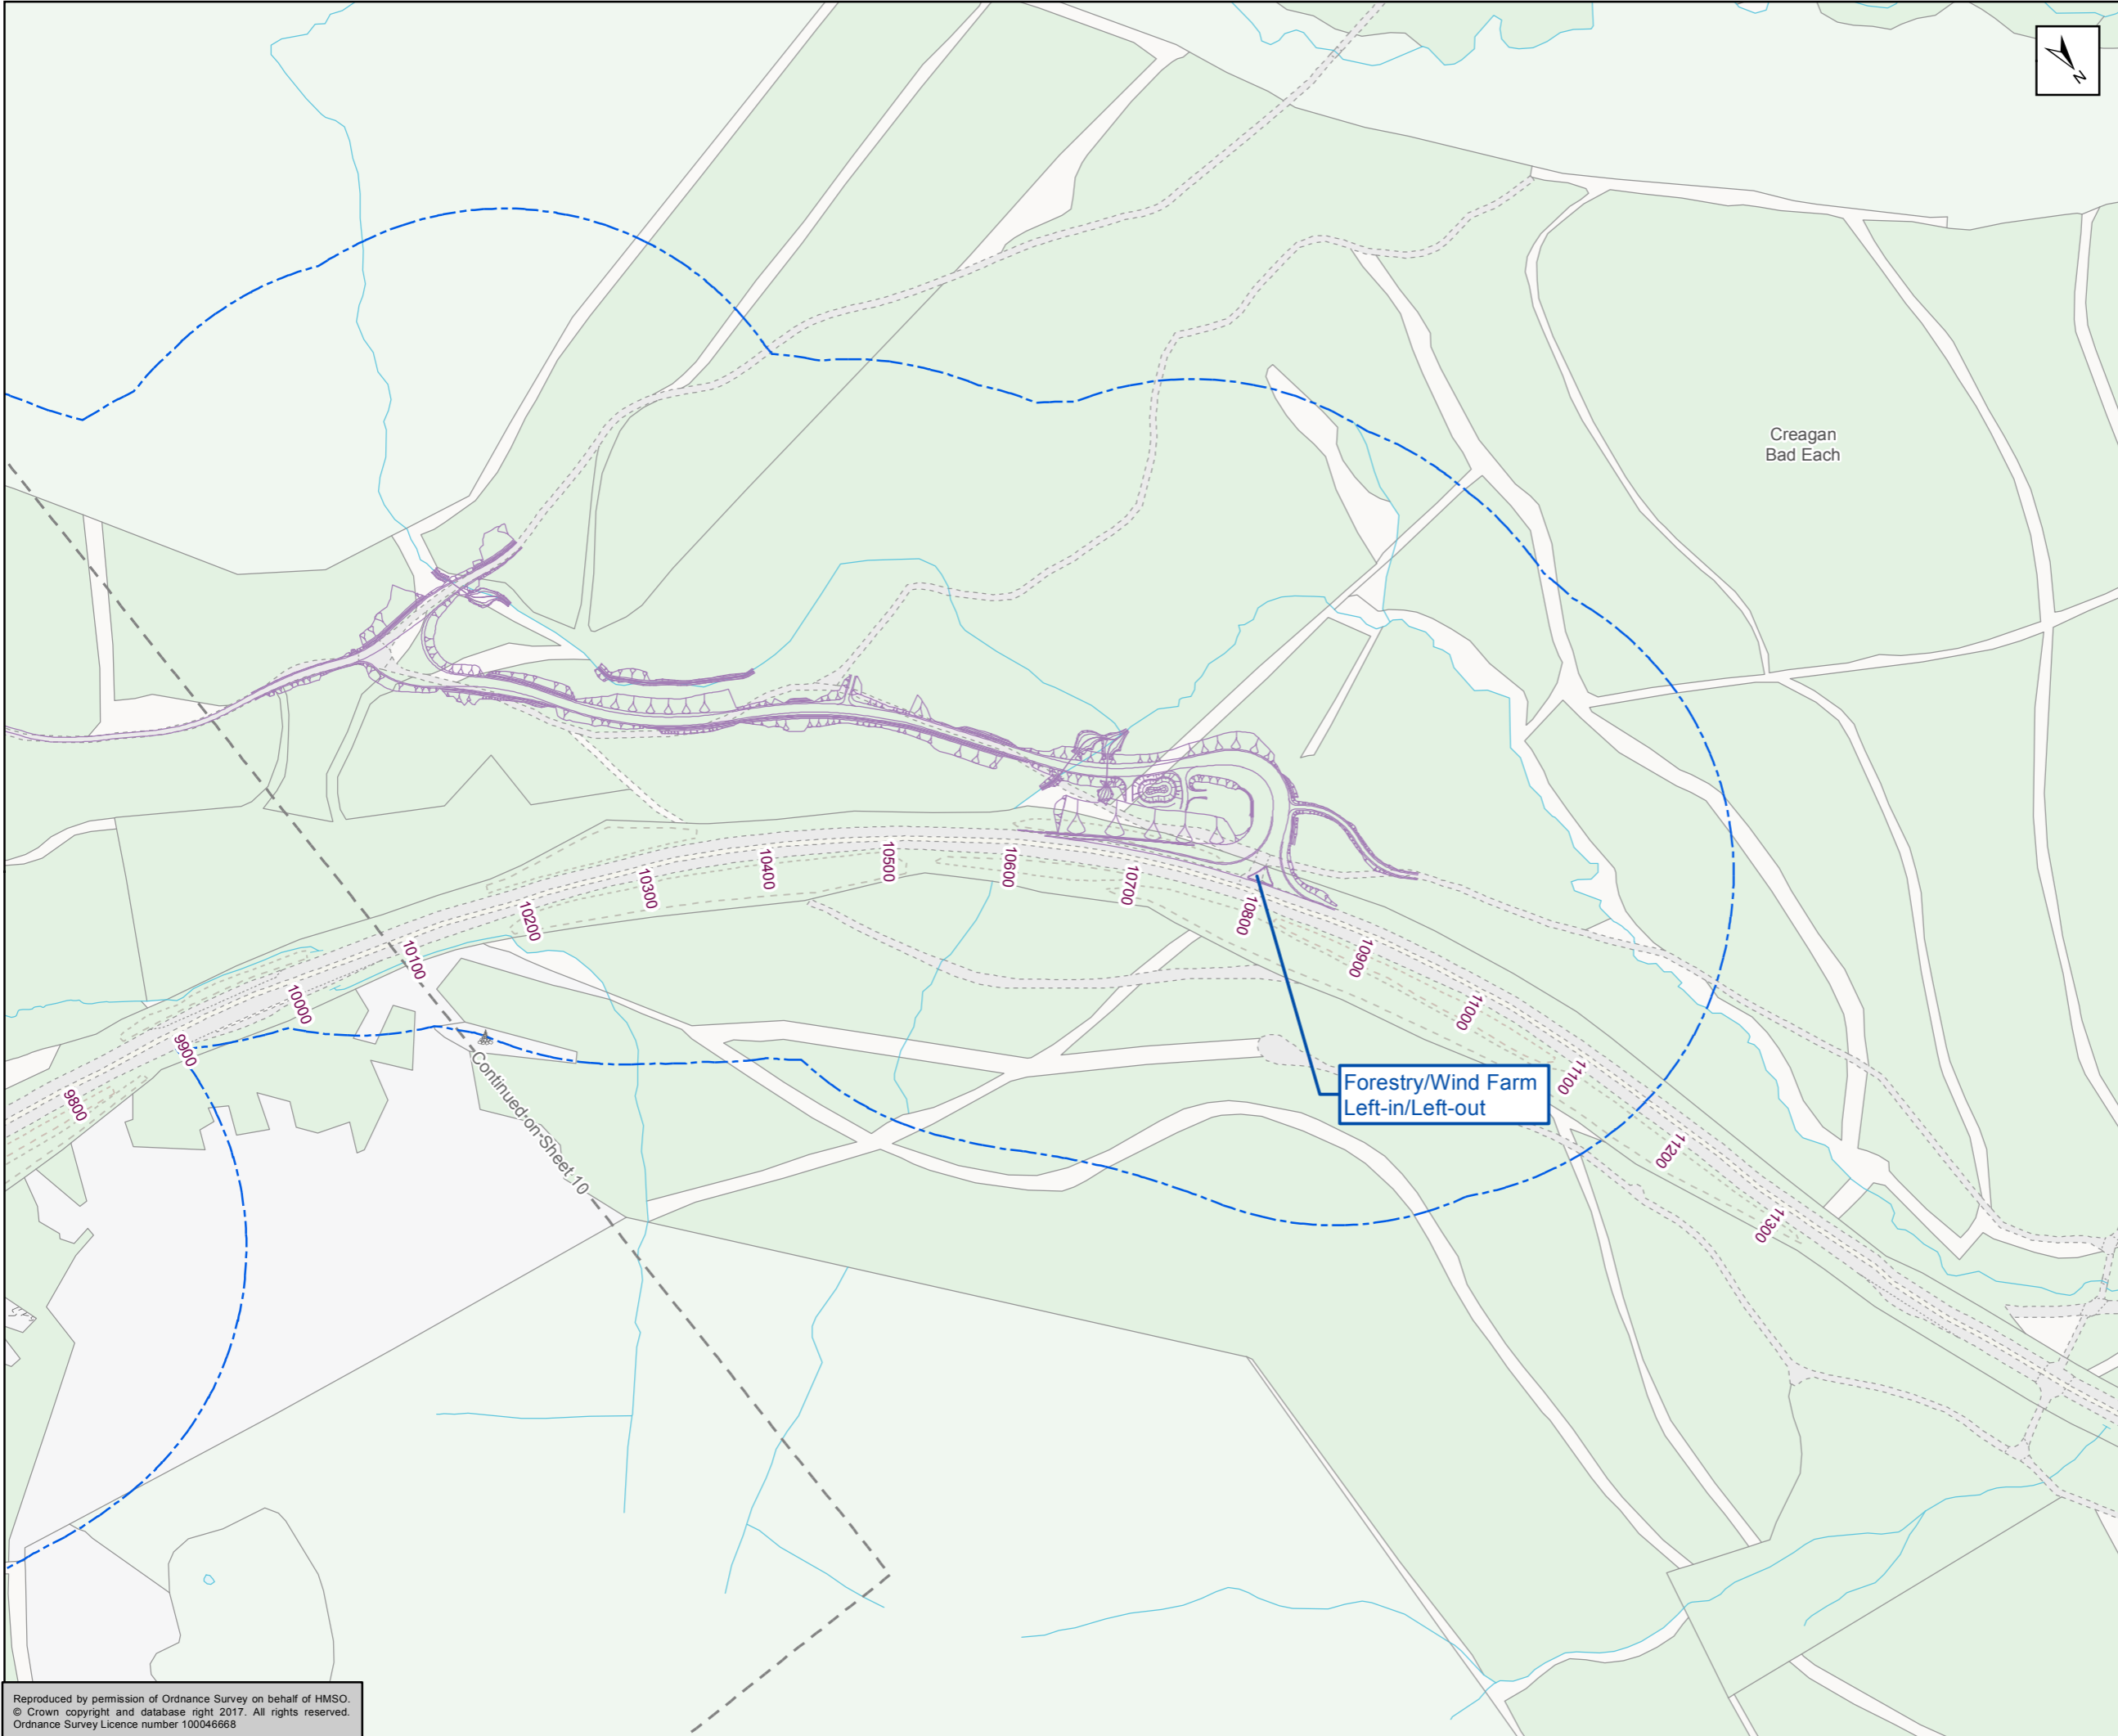 N
Creagan
Bad Each
9800
9900
10000
10100
10200
10300
10400
10500
10600
10700
10800
10900
11000
11100
11200
11300
Continued on Sheet 10
Forestry/Wind Farm
Left-in/Left-out
Reproduced by permission of Ordnance Survey on behalf of HMSO.
© Crown copyright and database right 2017. All rights reserved.
Ordnance Survey Licence number 100046668